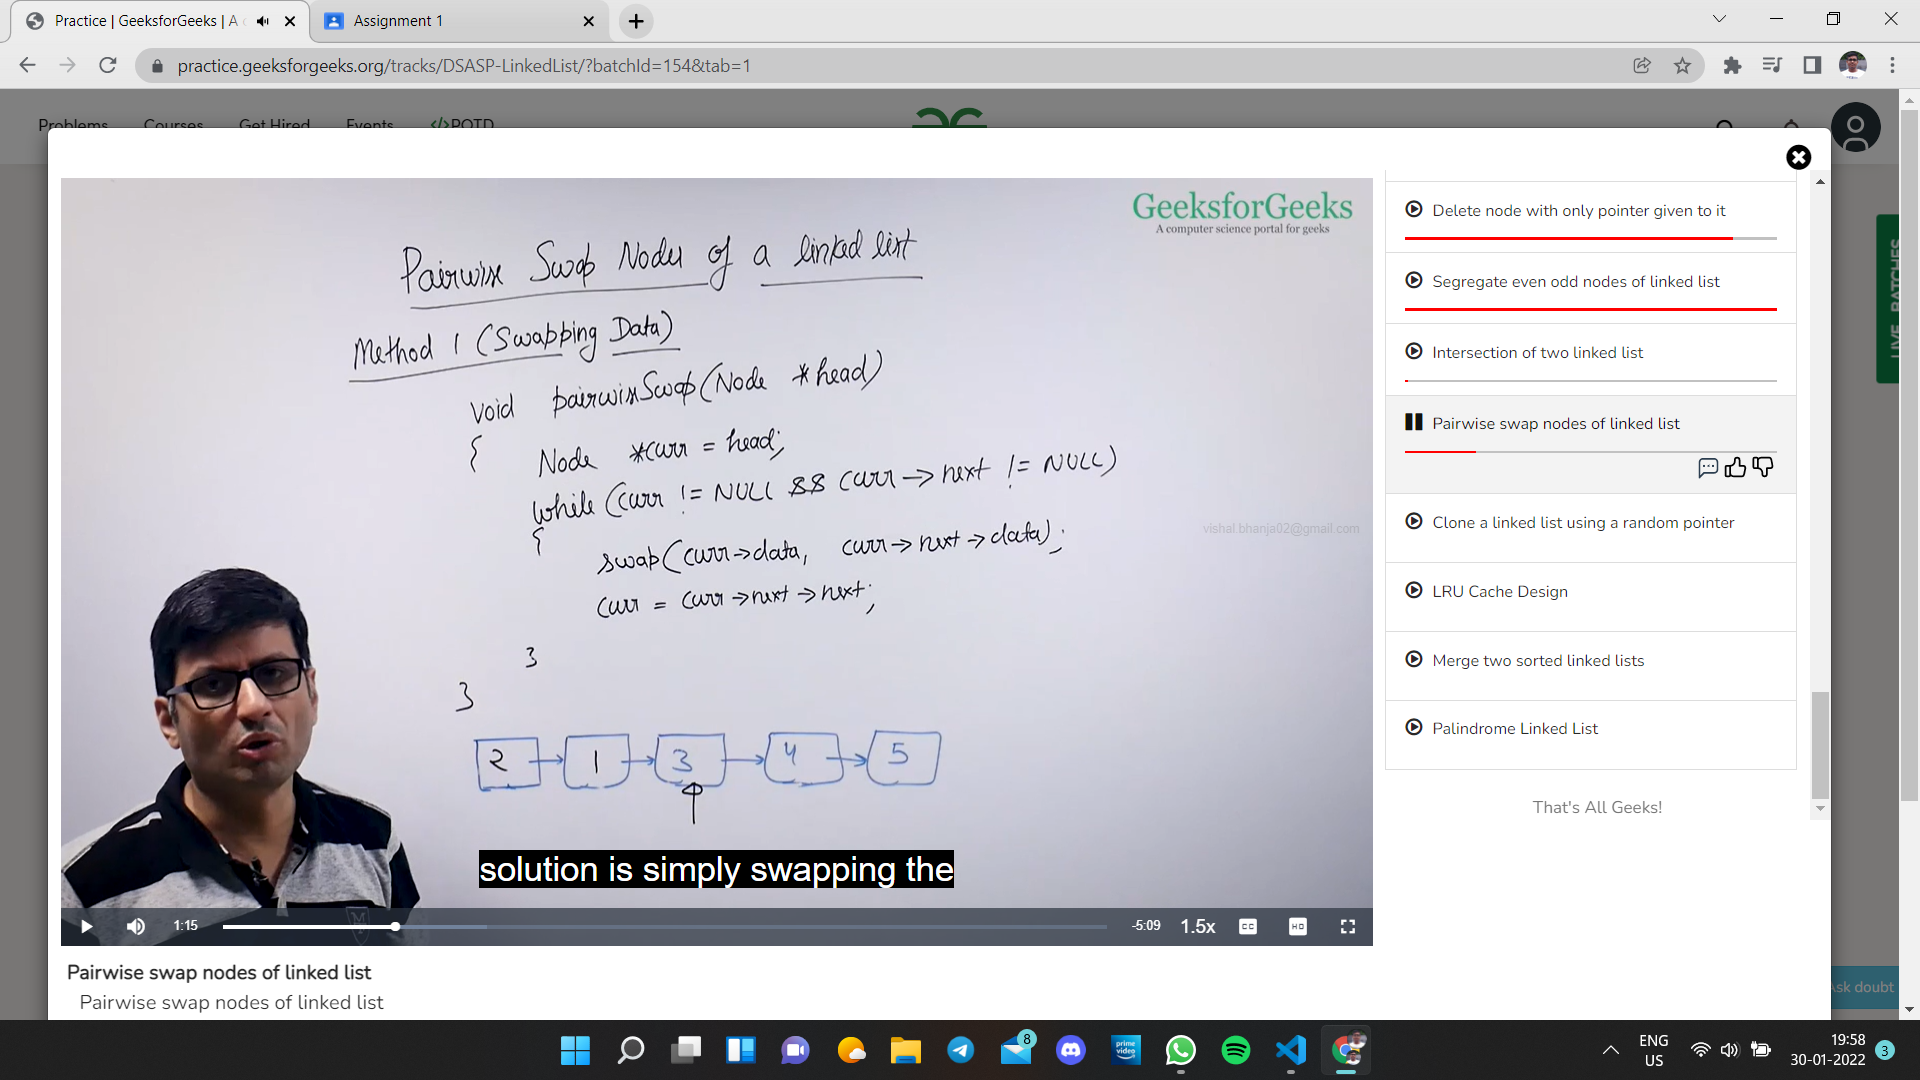 Practice | GeeksforGeeks | A
Assignment 1
practice.geeksforgeeks.org/tracks/DSASP-LinkedList/?batchId=154&tab=1
Problems Courses Get Hired Events </>POTD
GeeksforGeeks
A computer science portal for geeks
Pairwise Swap Nodes of a linked list
Method 1 (Swapping Data)
void pairwiseSwap(Node *head)
{
Node *curr = head;
while (curr != NULL && curr->next != NULL)
{
swap(curr->data, curr->next->data);
curr = curr->next->next;
}
}
2 1 3 4 5
vishal.bhanja02@gmail.com
solution is simply swapping the
1:15
-5:09 1.5x CC HD
Pairwise swap nodes of linked list
Pairwise swap nodes of linked list
Delete node with only pointer given to it
Segregate even odd nodes of linked list
Intersection of two linked list
Pairwise swap nodes of linked list
Clone a linked list using a random pointer
LRU Cache Design
Merge two sorted linked lists
Palindrome Linked List
That's All Geeks!
LIVE BATCHES
Ask doubt
8
prime video
ENG
US
19:58
30-01-2022
3